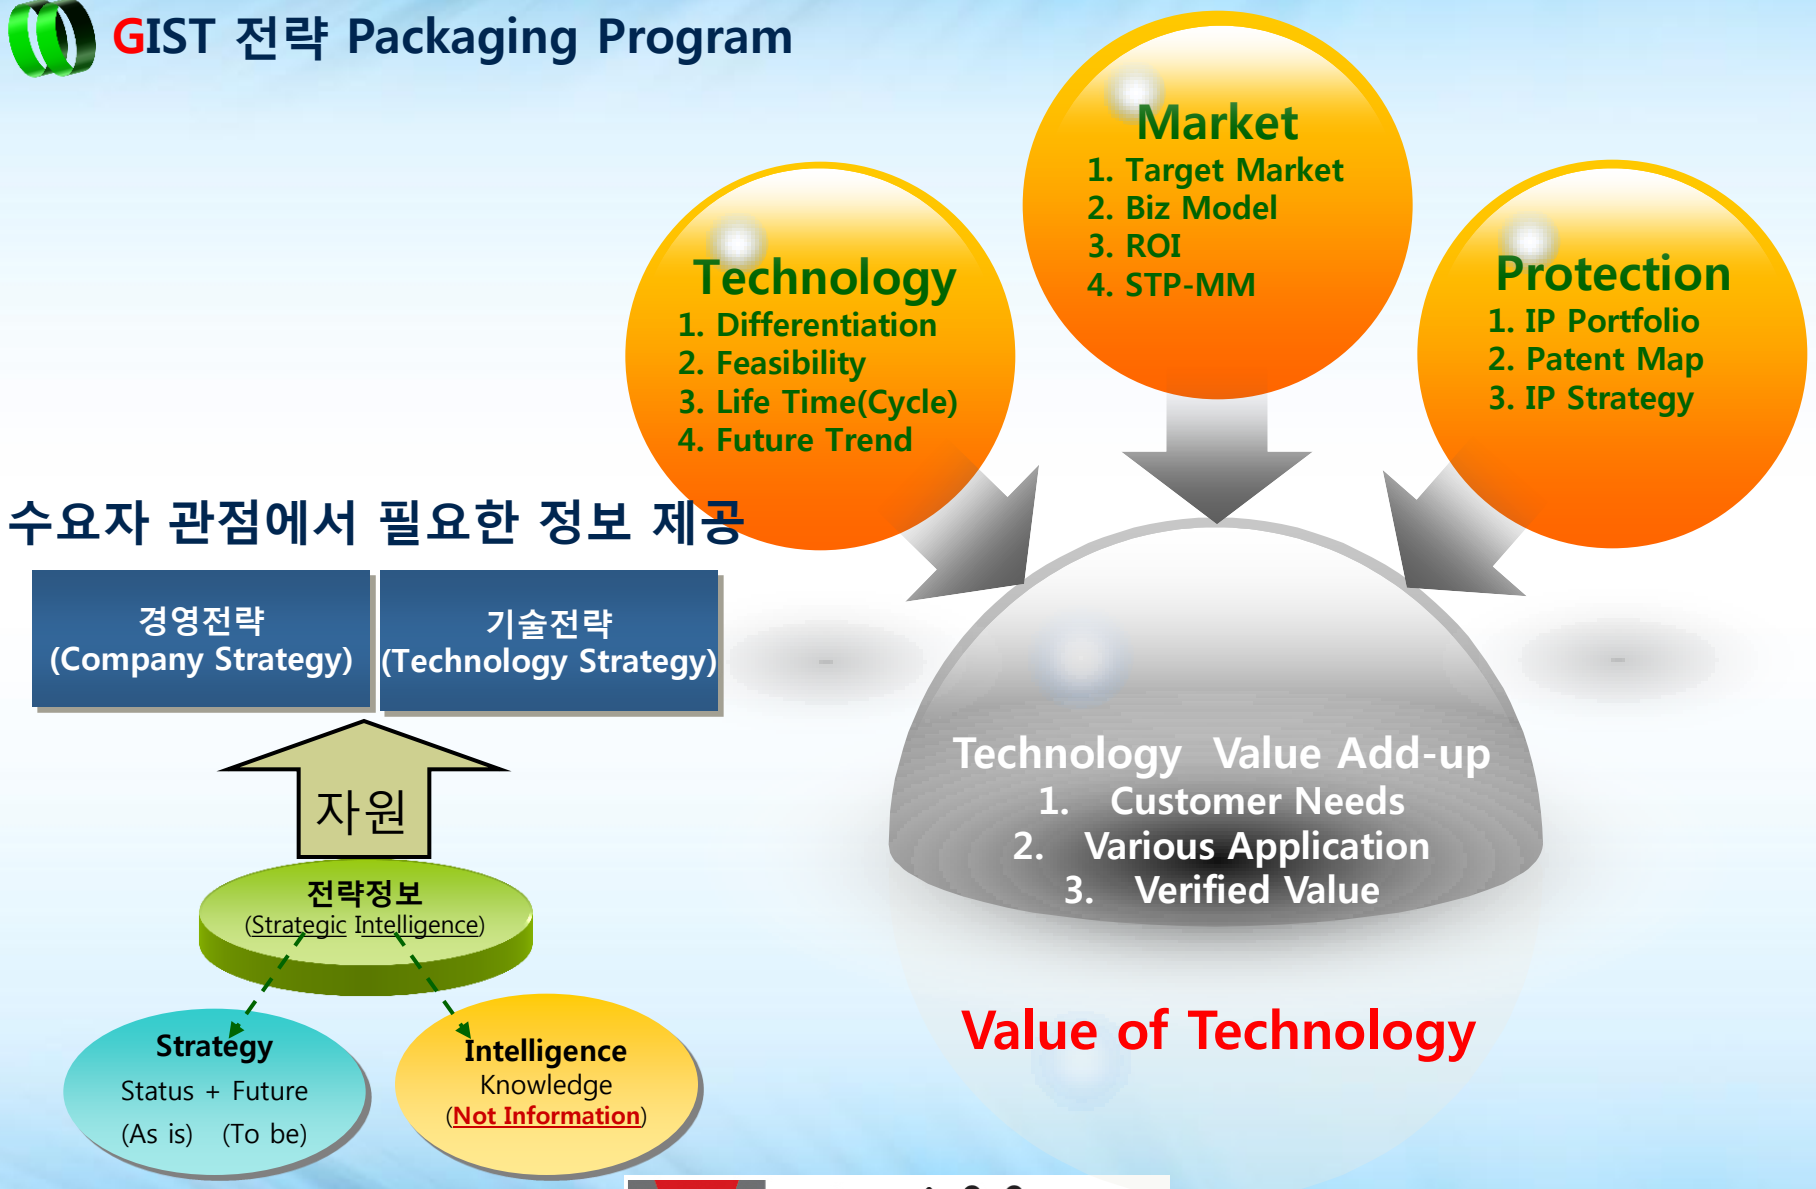 GIST 전략 Packaging Program
Market
1. Target Market
2. Biz Model
3. ROI
4. STP-MM
Technology
1. Differentiation
2. Feasibility
3. Life Time(Cycle)
4. Future Trend
Protection
1. IP Portfolio
2. Patent Map
3. IP Strategy
수요자 관점에서 필요한 정보 제공
경영전략
(Company Strategy)
기술전략
(Technology Strategy)
자원
전략정보
(Strategic Intelligence)
Strategy
Status + Future
(As is) (To be)
Intelligence
Knowledge
(Not Information)
Technology Value Add-up
1. Customer Needs
2. Various Application
3. Verified Value
Value of Technology